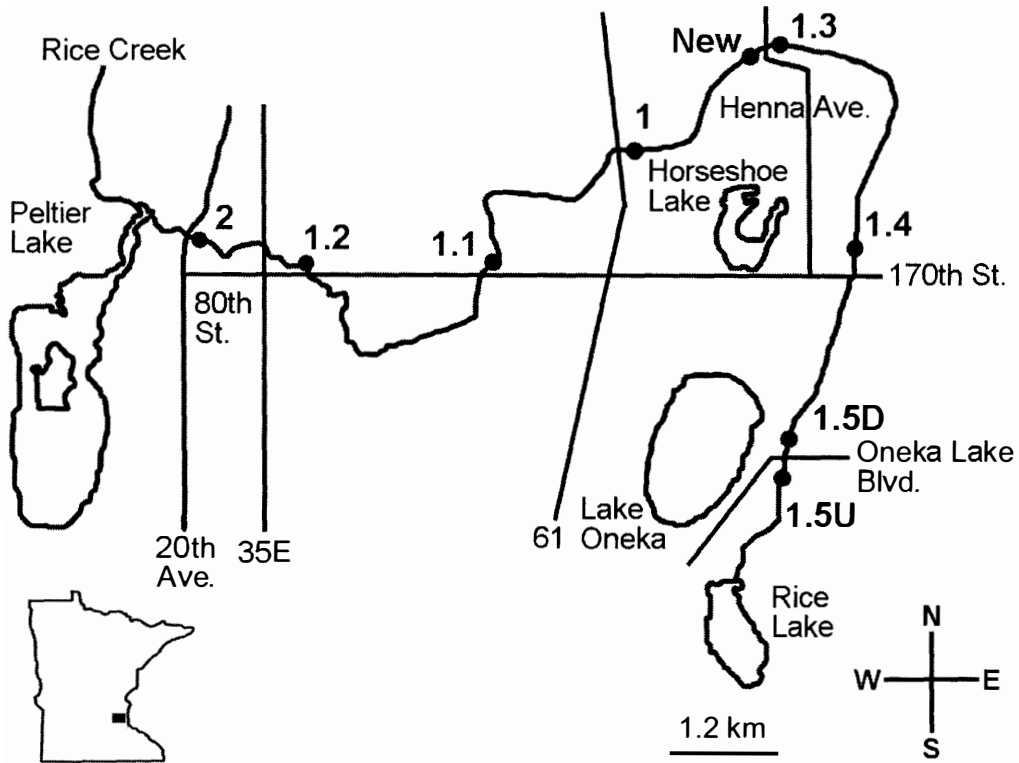 Rice Creek
New
1.3
Henna Ave.
1
Horseshoe
Lake
Peltier
Lake
2
1.2
1.1
1.4
170th St.
80th
St.
1.5D
Oneka Lake
Blvd.
1.5U
Lake
Oneka
61
20th
Ave.
35E
Rice
Lake
N
W
E
S
1.2 km